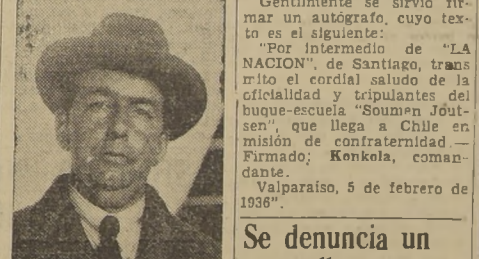 Gentilmente se sirvió fir-
mar un autógrafo, cuyo tex-
to es el siguiente:
"Por intermedio de "LA
NACION", de Santiago, trans
mito el cordial saludo de la
oficialidad y tripulantes del
buque-escuela "Soumen Jout-
sen", que llega a Chile en
misión de confraternidad.—
Firmado: Konkola, coman-
dante.
Valparaíso, 5 de febrero de
1936".
Se denuncia un